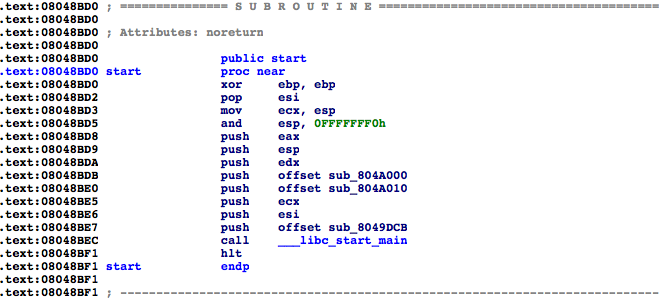 .text:08048BD0 ; =============== S U B R O U T I N E =======================================
.text:08048BD0
.text:08048BD0 ; Attributes: noreturn
.text:08048BD0
.text:08048BD0 public start
.text:08048BD0 start proc near
.text:08048BD0 xor ebp, ebp
.text:08048BD2 pop esi
.text:08048BD3 mov ecx, esp
.text:08048BD5 and esp, 0FFFFFFF0h
.text:08048BD8 push eax
.text:08048BD9 push esp
.text:08048BDA push edx
.text:08048BDB push offset sub_804A000
.text:08048BE0 push offset sub_804A010
.text:08048BE5 push ecx
.text:08048BE6 push esi
.text:08048BE7 push offset sub_8049DCB
.text:08048BEC call ___libc_start_main
.text:08048BF1 hlt
.text:08048BF1 start endp
.text:08048BF1
.text:08048BF1 ; ---------------------------------------------------------------------------